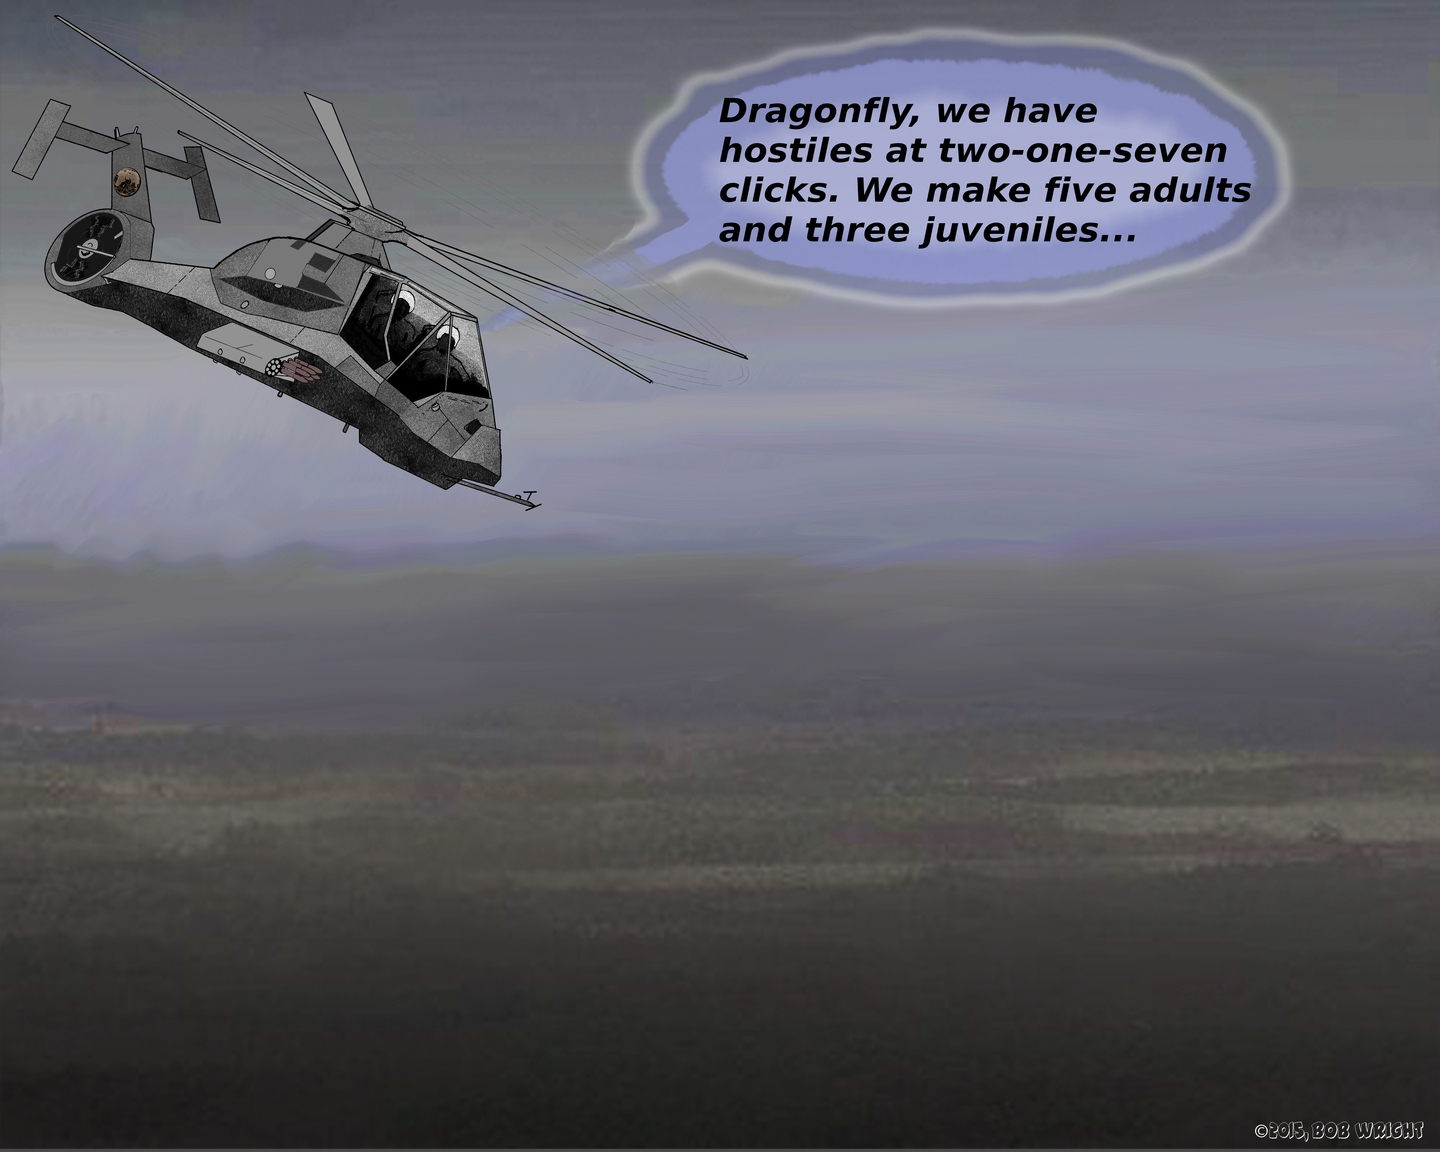 Dragonfly, we have
hostiles at two-one-seven
clicks. We make five adults
and three juveniles...
©2015, BOB WRIGHT